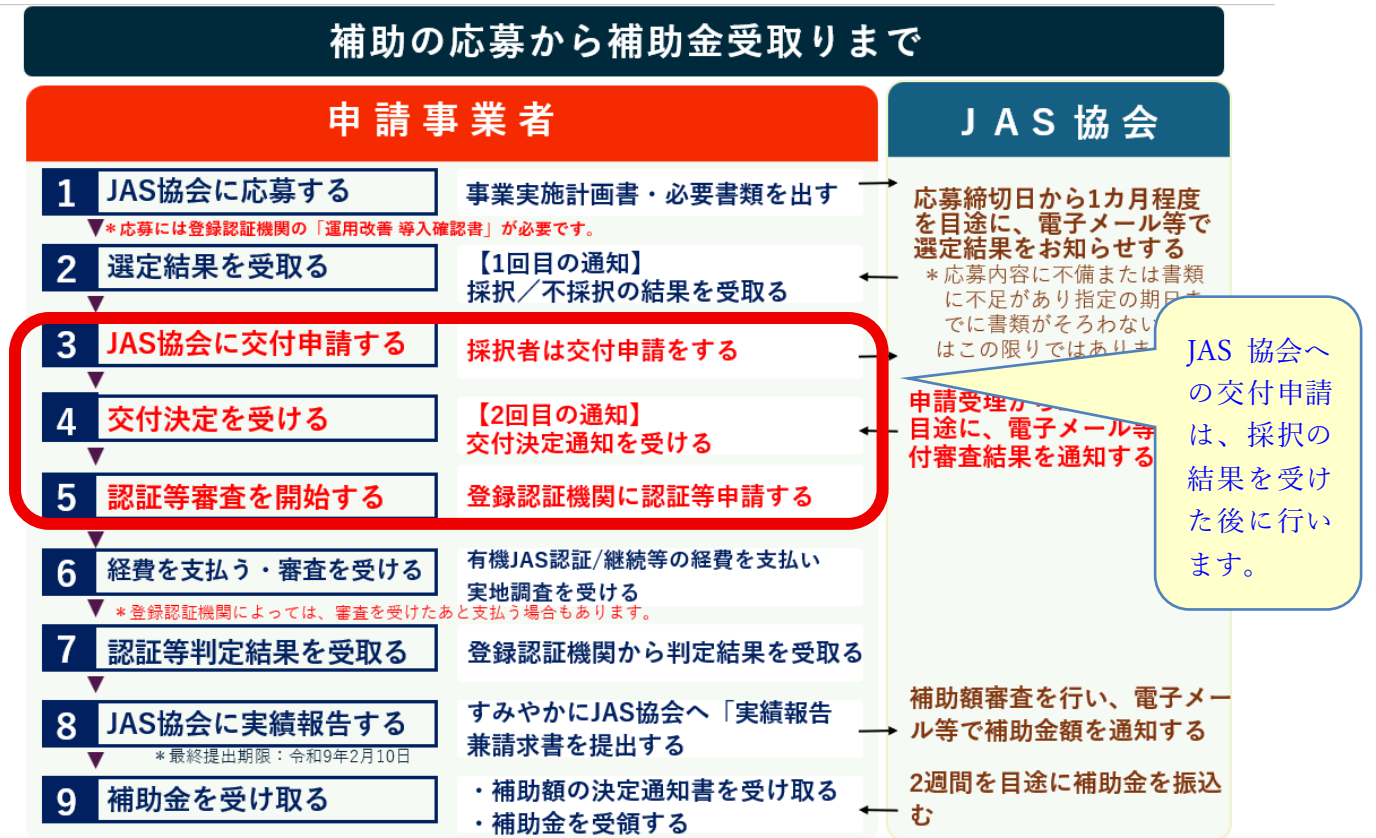 補助の応募から補助金受取りまで
申請事業者
JAS協会
1 JAS協会に応募する
事業実施計画書・必要書類を出す
＊応募には登録認証機関の「運用改善 導入確認書」が必要です。
2 選定結果を受取る
【1回目の通知】
採択／不採択の結果を受取る
応募締切日から1カ月程度
を目途に、電子メール等で
選定結果をお知らせする
＊応募内容に不備または書類
に不足があり指定の期日ま
でに書類がそろわない
はこの限りではありま
3 JAS協会に交付申請する
採択者は交付申請をする
4 交付決定を受ける
【2回目の通知】
交付決定通知を受ける
申請受理から
目途に、電子メール等
付審査結果を通知する
5 認証等審査を開始する
登録認証機関に認証等申請する
JAS 協会へ
の交付申請
は、採択の
結果を受け
た後に行い
ます。
6 経費を支払う・審査を受ける
有機JAS認証/継続等の経費を支払い
実地調査を受ける
＊登録認証機関によっては、審査を受けたあと支払う場合もあります。
7 認証等判定結果を受取る
登録認証機関から判定結果を受取る
8 JAS協会に実績報告する
すみやかにJAS協会へ「実績報告
兼請求書を提出する
＊最終提出期限：令和9年2月10日
補助額審査を行い、電子メー
ル等で補助金額を通知する
9 補助金を受け取る
・補助額の決定通知書を受け取る
・補助金を受領する
2週間を目途に補助金を振込
む